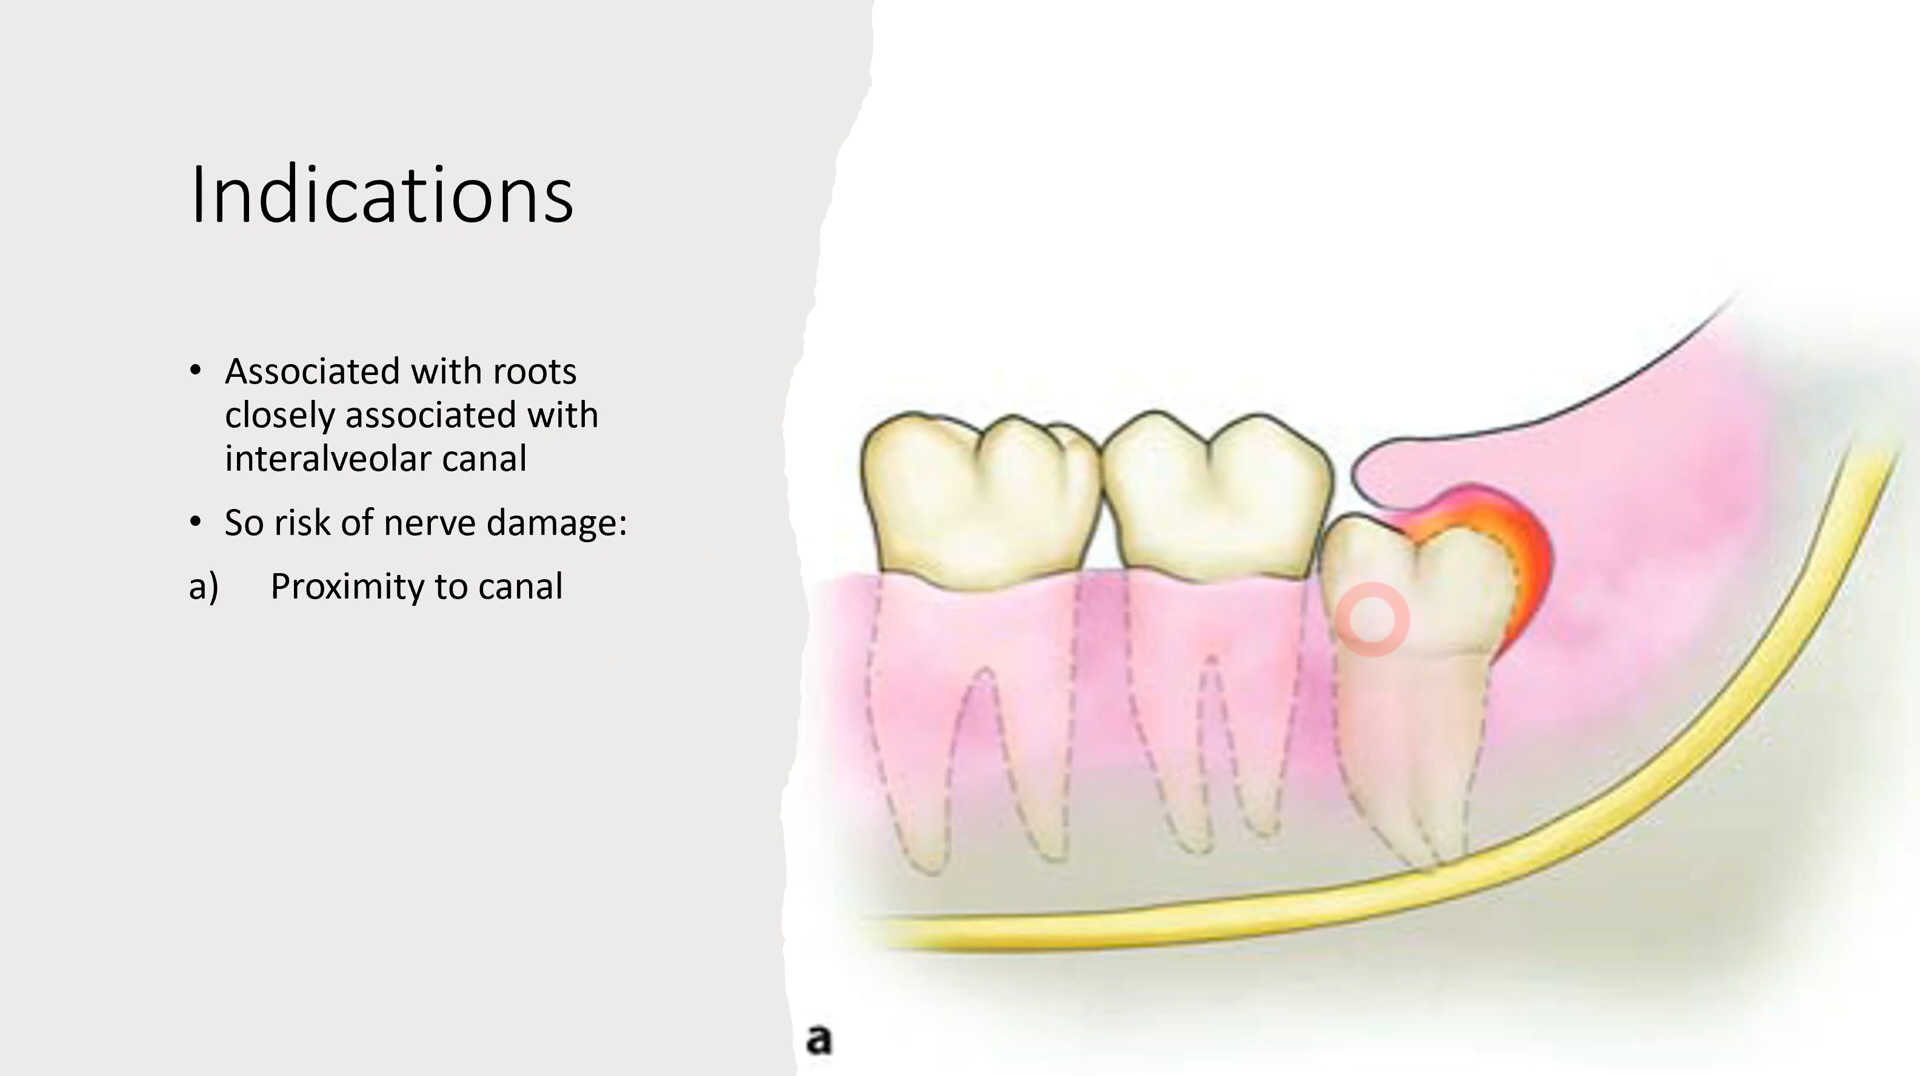 Indications
• Associated with roots
closely associated with
interalveolar canal
• So risk of nerve damage:
a) Proximity to canal
a